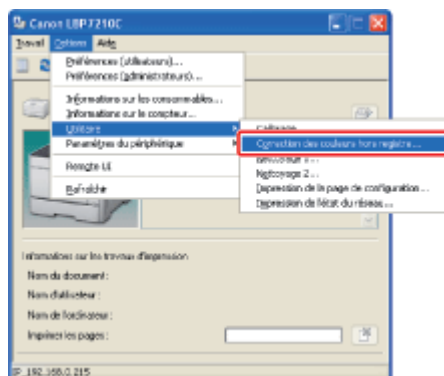 Canon LBP7210C
Travail Options Aide
Préférences (utilisateurs)...
Préférences (administrateurs)...
Informations sur les consommables...
Informations sur le compteur...
Utilitaire
Paramètres du périphérique
Remote UI
Rafraîchir
Calibrage...
Correction des couleurs hors registre...
Nettoyage 1...
Nettoyage 2...
Impression de la page de configuration...
Impression de l'état du réseau...
Informations sur les travaux d'impression
Nom du document :
Nom d'utilisateur :
Nom de l'ordinateur :
Imprimer les pages :
IP 192.168.0.215